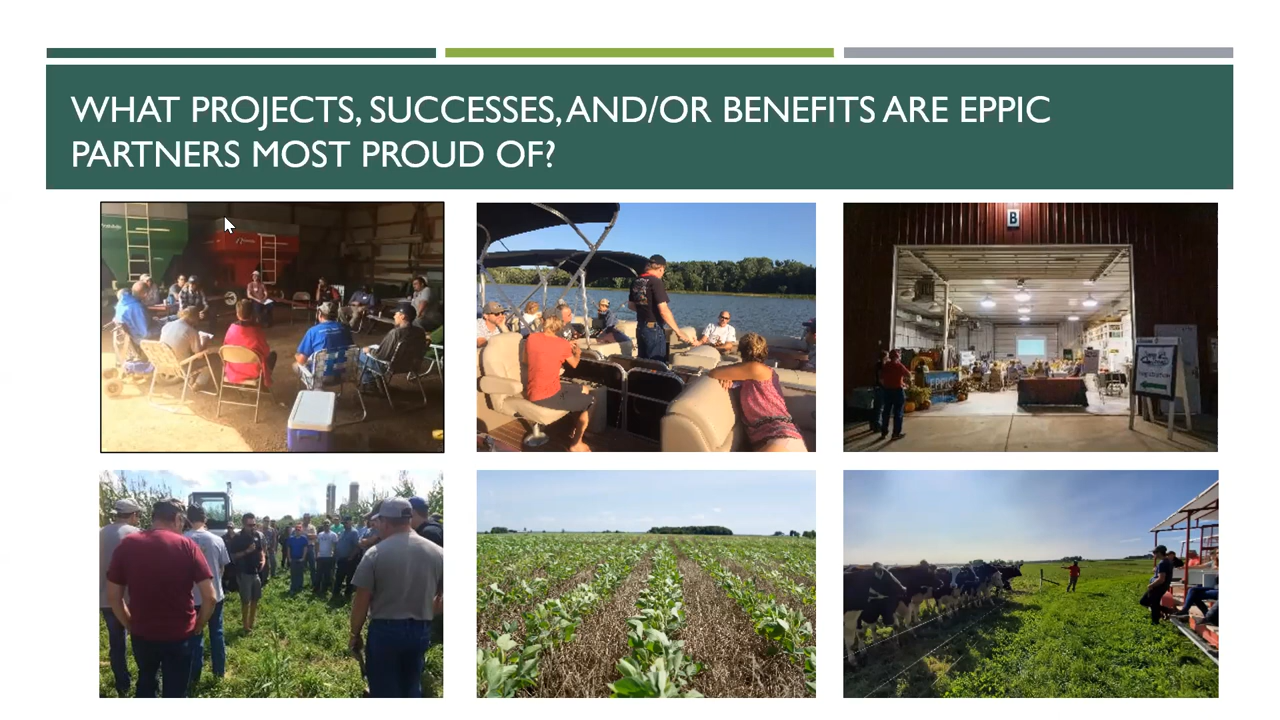 WHAT PROJECTS, SUCCESSES, AND/OR BENEFITS ARE EPPIC
PARTNERS MOST PROUD OF?
B